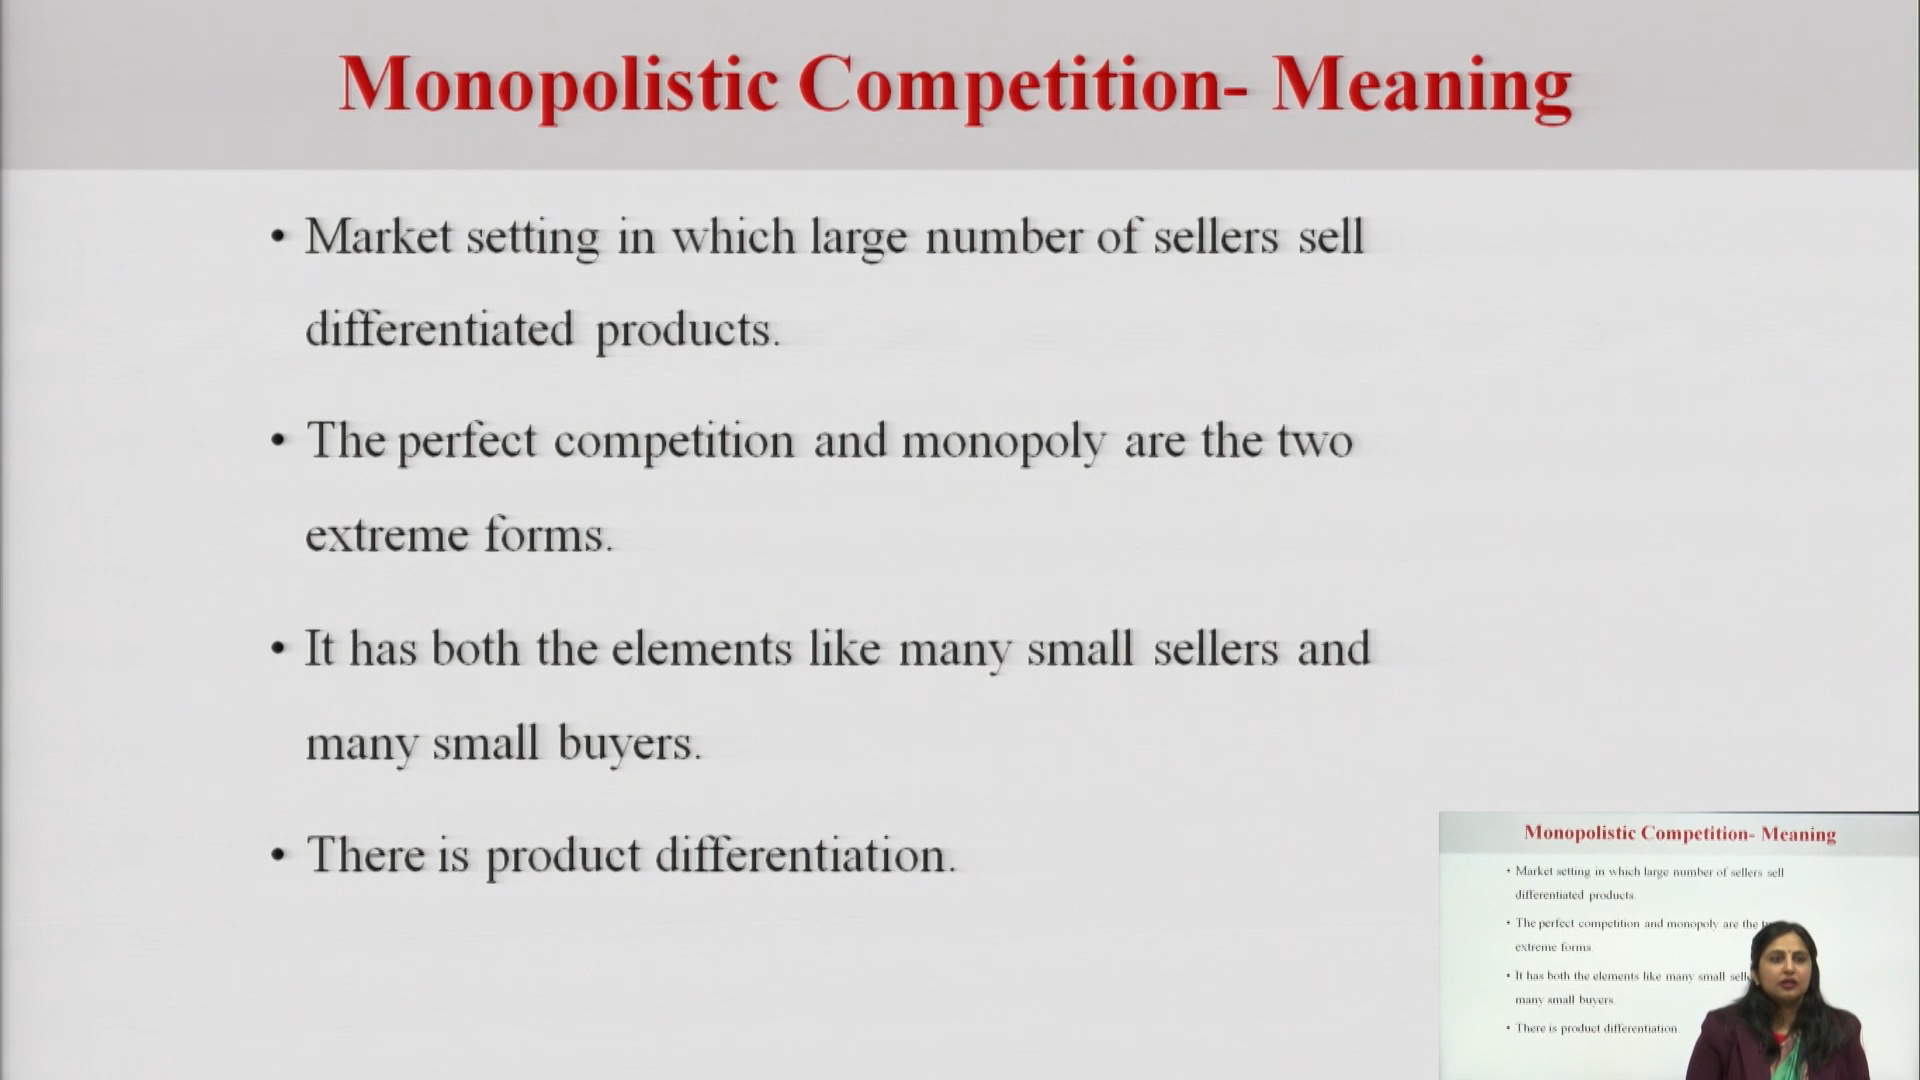 Monopolistic Competition- Meaning
• Market setting in which large number of sellers sell
differentiated products.
• The perfect competition and monopoly are the two
extreme forms.
• It has both the elements like many small sellers and
many small buyers.
• There is product differentiation.
Monopolistic Competition- Meaning
• Market setting in which large number of sellers sell
differentiated products.
• The perfect competition and monopoly are the
extreme forms.
• It has both the elements like many small
many small buyers.
• There is product differentiation